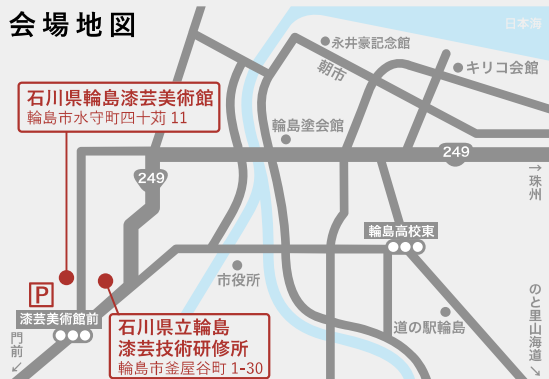 会場地図
日本海
永井豪記念館
朝市
キリコ会館
石川県輪島漆芸美術館
輪島市水守町四十苅 11
輪島塗会館
249
249
→珠州
輪島高校東
市役所
P
漆芸美術館前
門前↙
石川県立輪島
漆芸技術研修所
輪島市釜屋谷町 1-30
道の駅輪島
のと里山海道↘